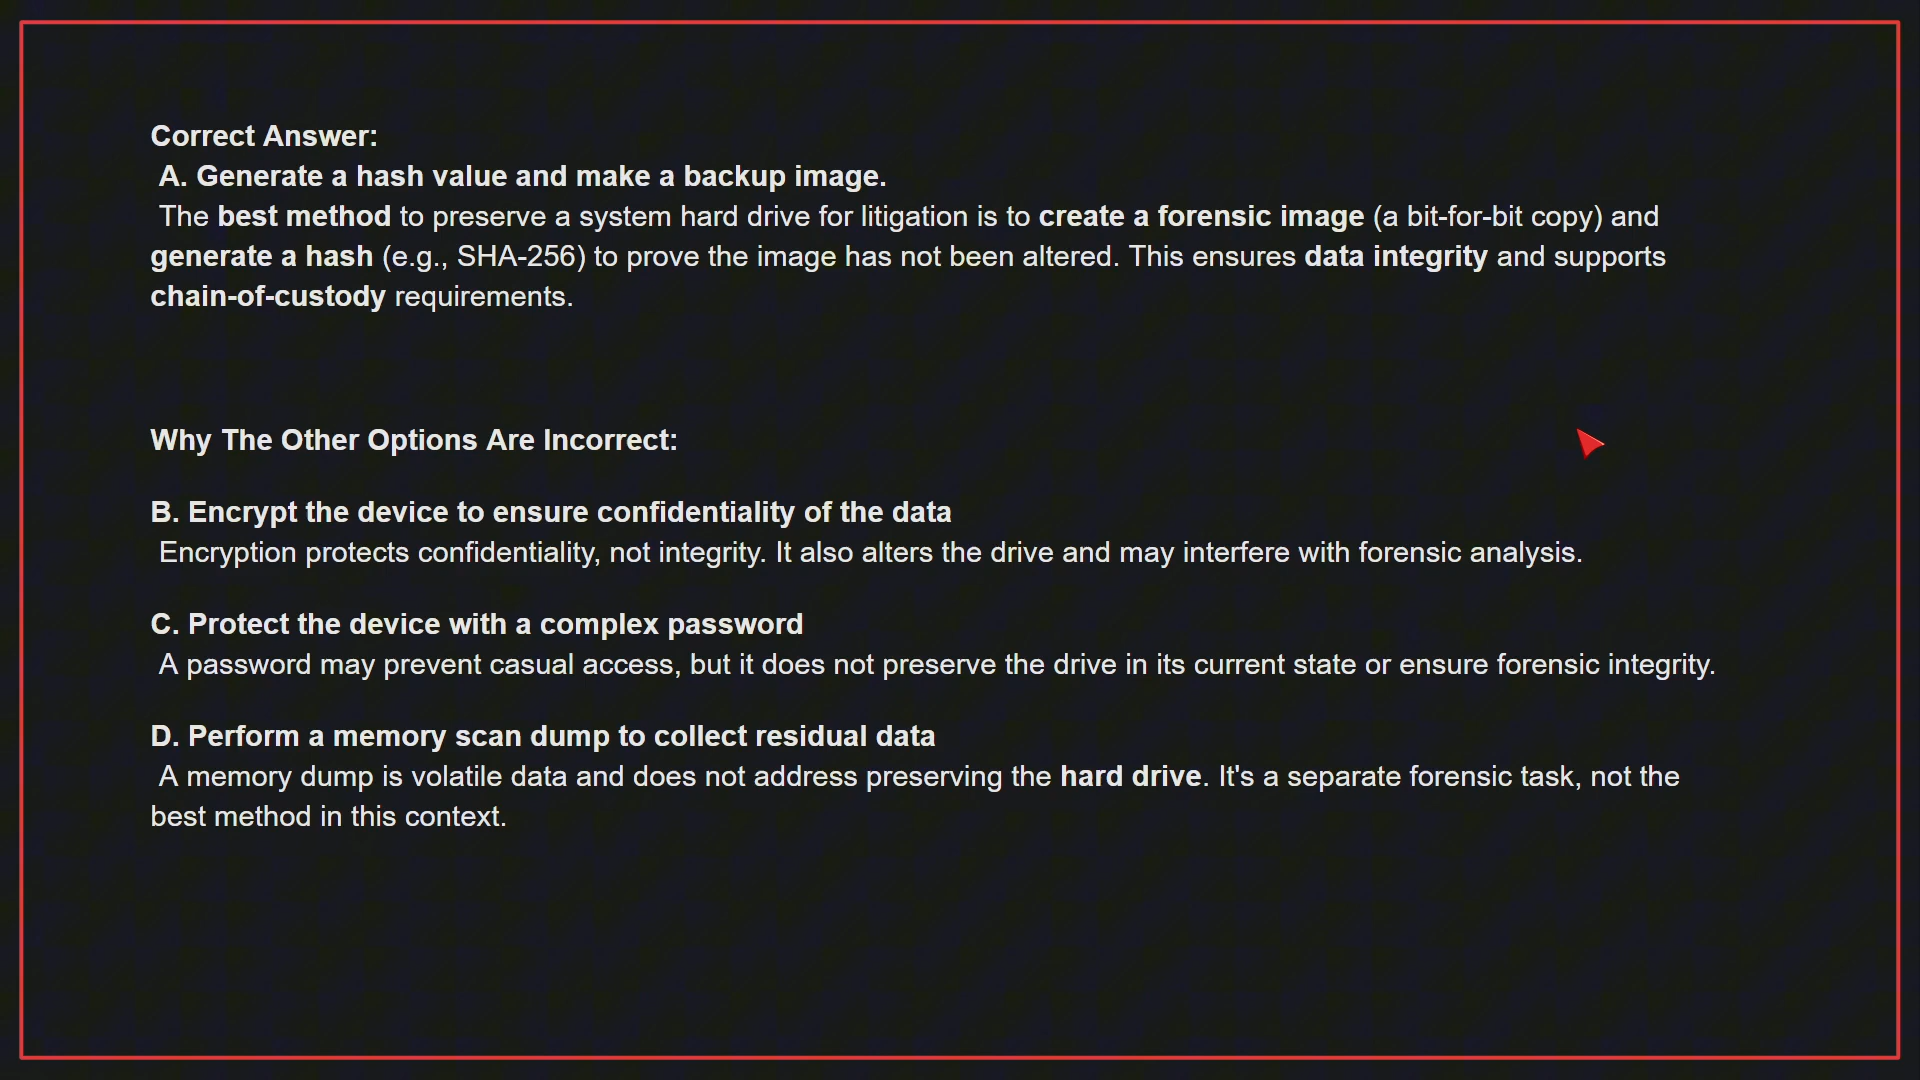 Correct Answer:
A. Generate a hash value and make a backup image.
The best method to preserve a system hard drive for litigation is to create a forensic image (a bit-for-bit copy) and
generate a hash (e.g., SHA-256) to prove the image has not been altered. This ensures data integrity and supports
chain-of-custody requirements.
Why The Other Options Are Incorrect:
B. Encrypt the device to ensure confidentiality of the data
Encryption protects confidentiality, not integrity. It also alters the drive and may interfere with forensic analysis.
C. Protect the device with a complex password
A password may prevent casual access, but it does not preserve the drive in its current state or ensure forensic integrity.
D. Perform a memory scan dump to collect residual data
A memory dump is volatile data and does not address preserving the hard drive. It's a separate forensic task, not the
best method in this context.